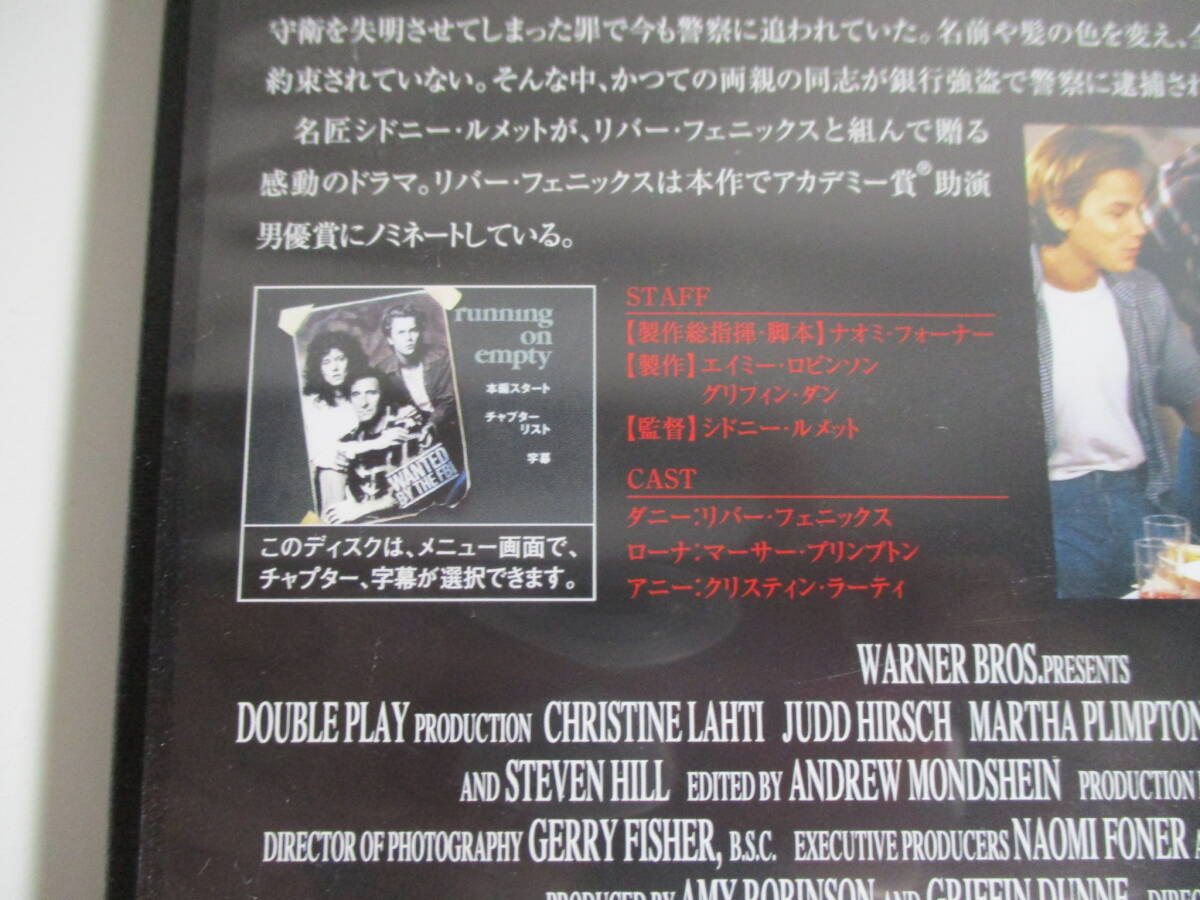 守衛を失明させてしまった罪で今も警察に追われていた。名前や髪の色を変え、
約束されていない。そんな中、かつての両親の同志が銀行強盗で警察に逮捕され
名匠シドニー・ルメットが、リバー・フェニックスと組んで贈る
感動のドラマ。リバー・フェニックスは本作でアカデミー賞®助演
男優賞にノミネートしている。
running
on
empty
本編スタート
チャプター
リスト
字幕
WANTED
BY THE FBI
このディスクは、メニュー画面で、
チャプター、字幕が選択できます。
STAFF
【製作総指揮・脚本】ナオミ・フォーナー
【製作】エイミー・ロビンソン
グリフィン・ダン
【監督】シドニー・ルメット
CAST
ダニー:リバー・フェニックス
ローナ:マーサー・プリンプトン
アニー:クリスティン・ラーティ
WARNER BROS. PRESENTS
DOUBLE PLAY PRODUCTION CHRISTINE LAHTI JUDD HIRSCH MARTHA PLIMPTON
AND STEVEN HILL EDITED BY ANDREW MONDSHEIN PRODUCTION
DIRECTOR OF PHOTOGRAPHY GERRY FISHER, B.S.C. EXECUTIVE PRODUCERS NAOMI FONER
PRODUCED BY AMY ROBINSON AND GRIFFIN DUNNE